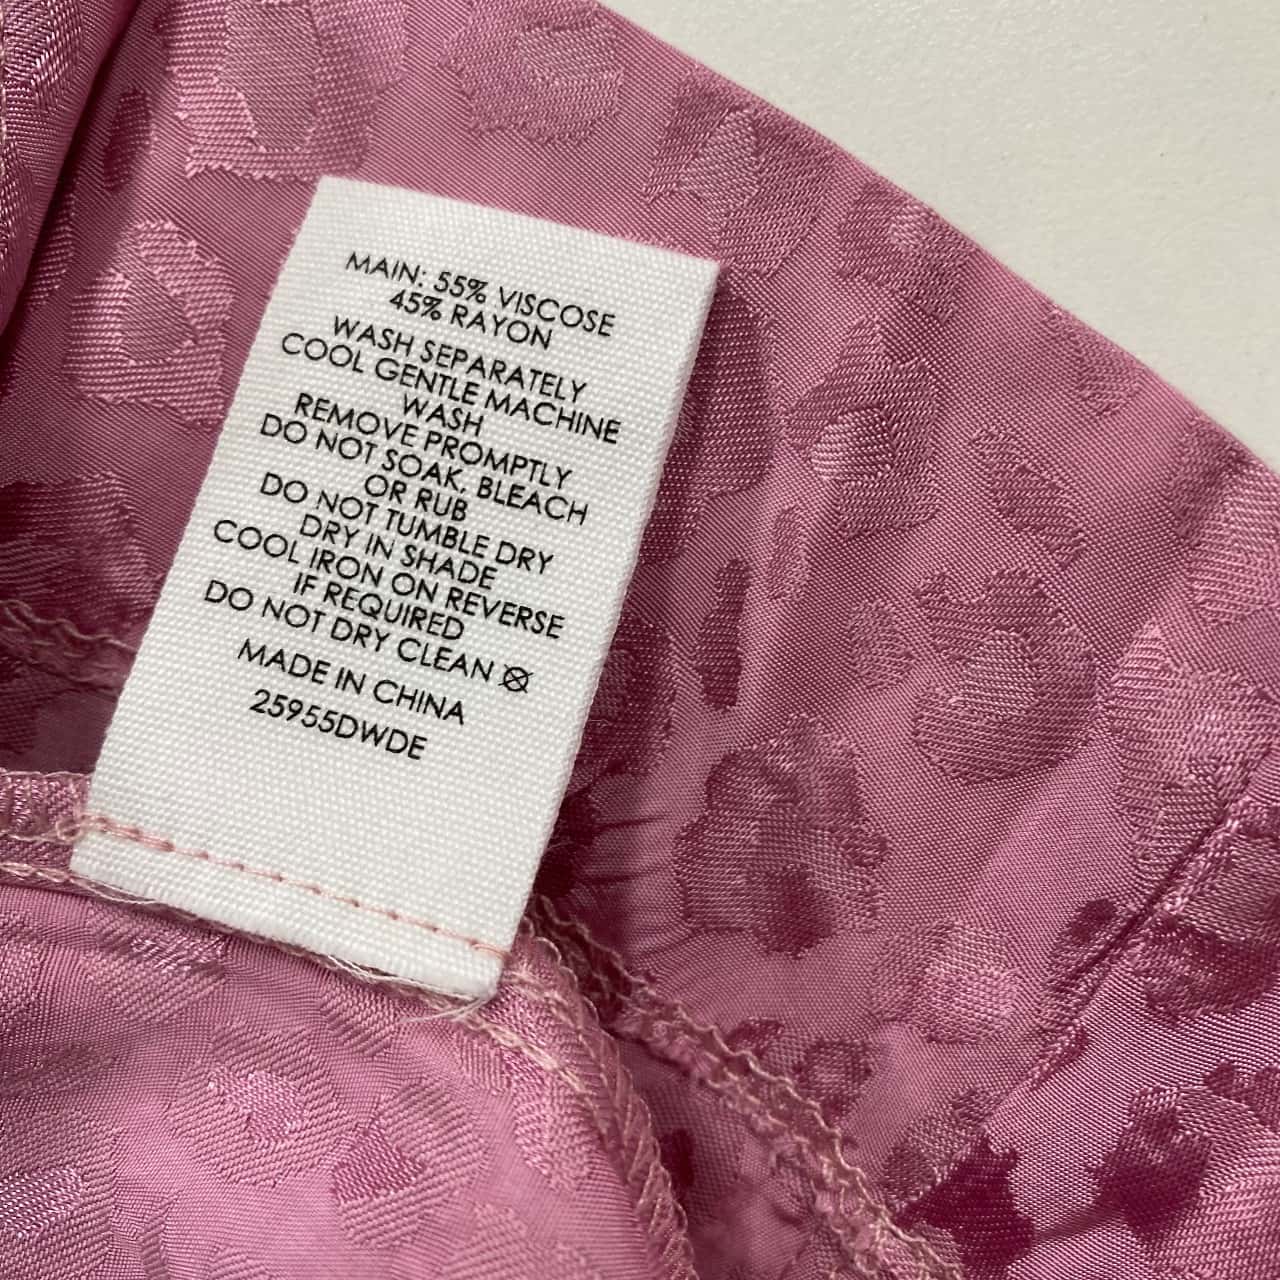 MAIN: 55% VISCOSE
45% RAYON
WASH SEPARATELY
COOL GENTLE MACHINE
WASH
REMOVE PROMPTLY
DO NOT SOAK, BLEACH
OR RUB
DO NOT TUMBLE DRY
DRY IN SHADE
COOL IRON ON REVERSE
IF REQUIRED
DO NOT DRY CLEAN
MADE IN CHINA
25955DWDE